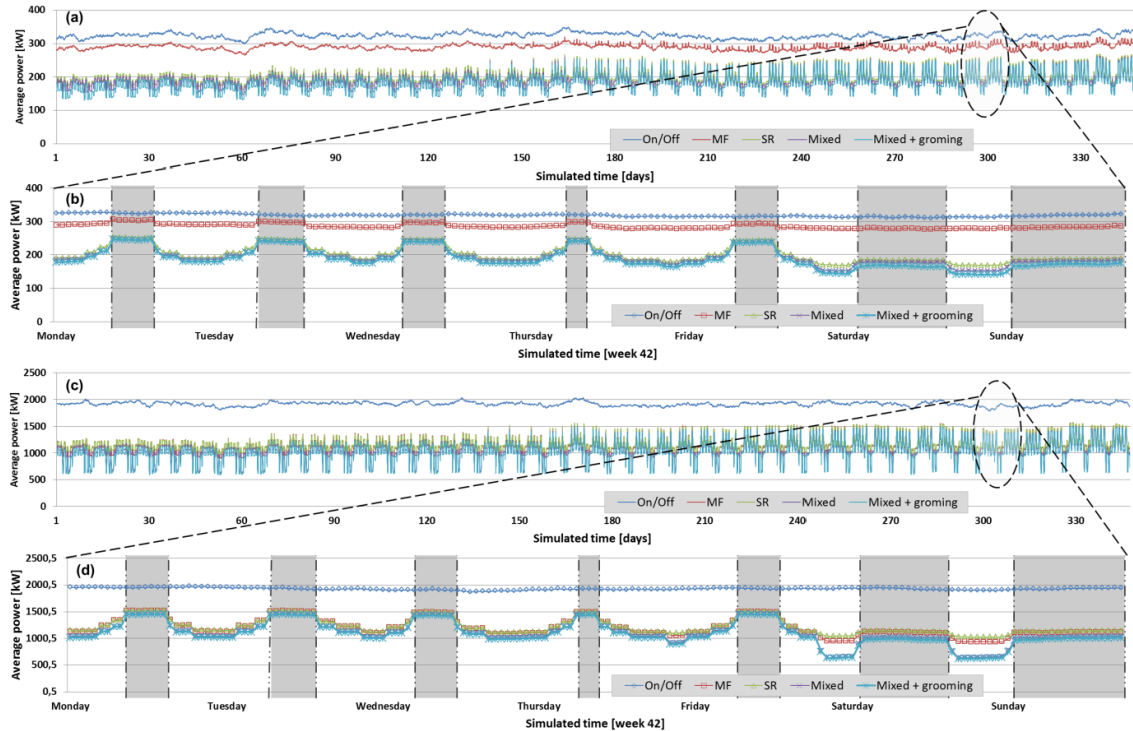 (a)
Average power [kW]
400
300
200
100
0
On/Off MF SR Mixed Mixed + groming
1 30 60 90 120 150 180 210 240 270 300 330
Simulated time [days]
(b)
Average power [kW]
400
300
200
100
0
On/Off MF SR Mixed Mixed + grooming
Monday Tuesday Wednesday Thursday Friday Saturday Sunday
Simulated time [week 42]
(c)
Average power [kW]
2500
2000
1500
1000
500
0
On/Off MF SR Mixed Mixed + groming
1 30 60 90 120 150 180 210 240 270 300 330
Simulated time [days]
(d)
Average power [kW]
2500,5
2000,5
1500,5
1000,5
500,5
0,5
On/Off MF SR Mixed Mixed + grooming
Monday Tuesday Wednesday Thursday Friday Saturday Sunday
Simulated time [week 42]